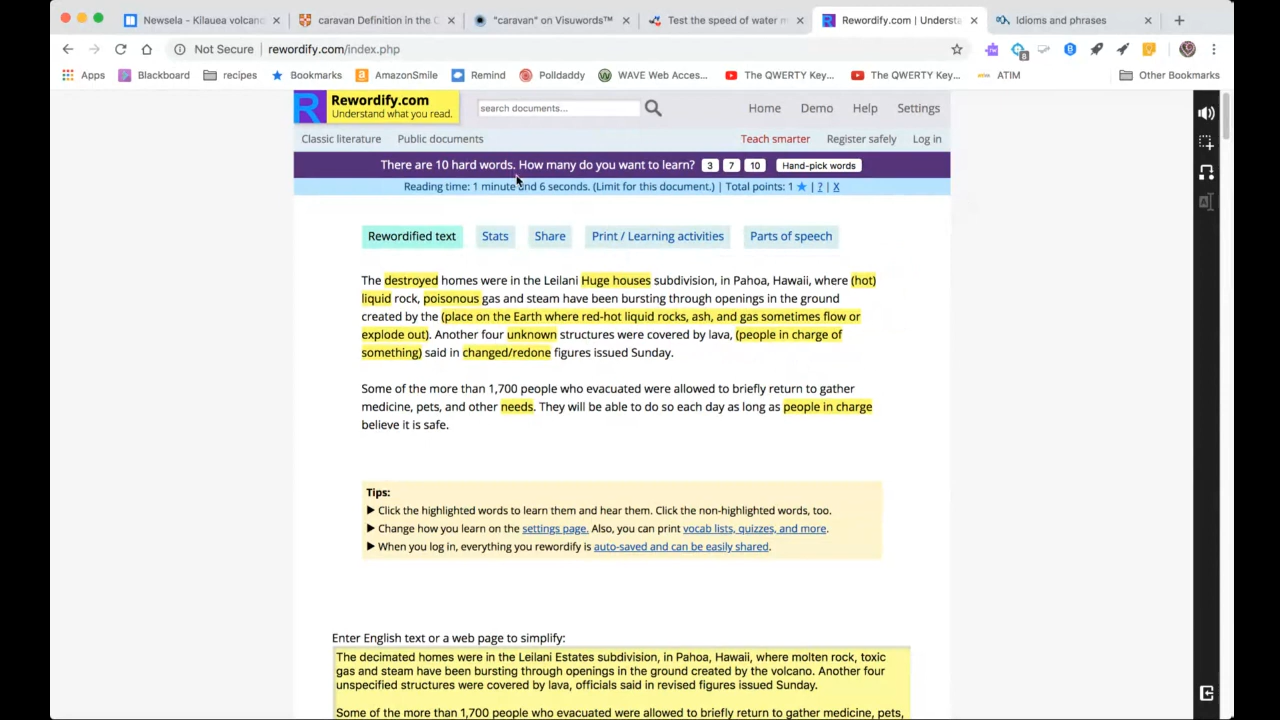 Newsela - Kilauea volcan
caravan Definition in the C
"caravan" on Visuwords™
Test the speed of water m
Rewordify.com | Understa
Idioms and phrases
Not Secure | rewordify.com/index.php
Apps
Blackboard
recipes
Bookmarks
AmazonSmile
Remind
Polldaddy
WAVE Web Acces...
The QWERTY Key...
The QWERTY Key...
ATIM
Other Bookmarks
R
Rewordify.com
Understand what you read.
search documents...
Home
Demo
Help
Settings
Classic literature
Public documents
Teach smarter
Register safely
Log in
There are 10 hard words. How many do you want to learn? 3 7 10 Hand-pick words
Reading time: 1 minute and 6 seconds. (Limit for this document.) | Total points: 1 ★ | ? | X
Rewordified text
Stats
Share
Print / Learning activities
Parts of speech
The destroyed homes were in the Leilani Huge houses subdivision, in Pahoa, Hawaii, where (hot)
liquid rock, poisonous gas and steam have been bursting through openings in the ground
created by the (place on the Earth where red-hot liquid rocks, ash, and gas sometimes flow or
explode out). Another four unknown structures were covered by lava, (people in charge of
something) said in changed/redone figures issued Sunday.
Some of the more than 1,700 people who evacuated were allowed to briefly return to gather
medicine, pets, and other needs. They will be able to do so each day as long as people in charge
believe it is safe.
Tips:
▶ Click the highlighted words to learn them and hear them. Click the non-highlighted words, too.
▶ Change how you learn on the settings page. Also, you can print vocab lists, quizzes, and more.
▶ When you log in, everything you rewordify is auto-saved and can be easily shared.
Enter English text or a web page to simplify:
The decimated homes were in the Leilani Estates subdivision, in Pahoa, Hawaii, where molten rock, toxic
gas and steam have been bursting through openings in the ground created by the volcano. Another four
unspecified structures were covered by lava, officials said in revised figures issued Sunday.
Some of the more than 1,700 people who evacuated were allowed to briefly return to gather medicine, pets,